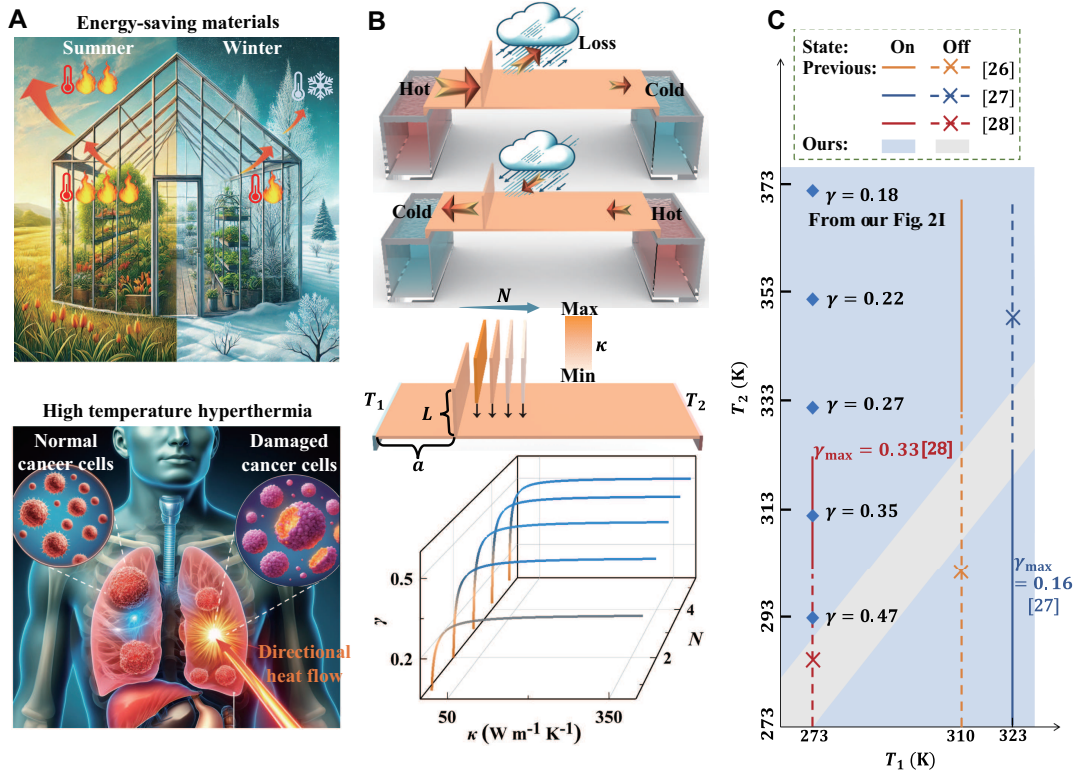 A
Energy-saving materials
Summer
Winter
High temperature hyperthermia
Normal
cancer cells
Damaged
cancer cells
Directional
heat flow
B
Loss
Hot
Cold
Cold
Hot
N
Max
κ
Min
T₁
T₂
L
a
γ
0.5
0.2
50
350
κ (W m⁻¹ K⁻¹)
2
4
N
C
State: On Off
Previous: [26]
[27]
[28]
Ours:
T₂ (K)
373
353
333
313
293
273
γ = 0.18
From our Fig. 2I
γ = 0.22
γ = 0.27
γmax = 0.33[28]
γ = 0.35
γmax
= 0.16
[27]
γ = 0.47
273
310
323
T₁ (K)